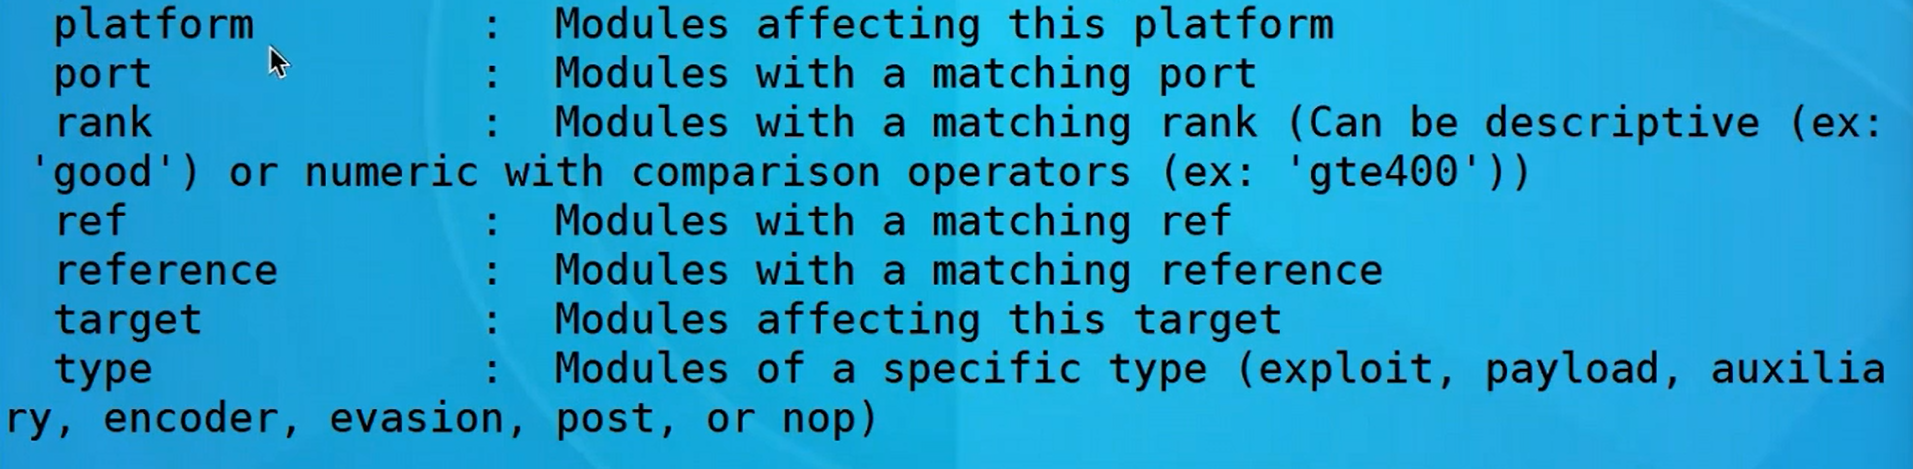 platform : Modules affecting this platform
port : Modules with a matching port
rank : Modules with a matching rank (Can be descriptive (ex:
'good') or numeric with comparison operators (ex: 'gte400'))
ref : Modules with a matching ref
reference : Modules with a matching reference
target : Modules affecting this target
type : Modules of a specific type (exploit, payload, auxilia
ry, encoder, evasion, post, or nop)